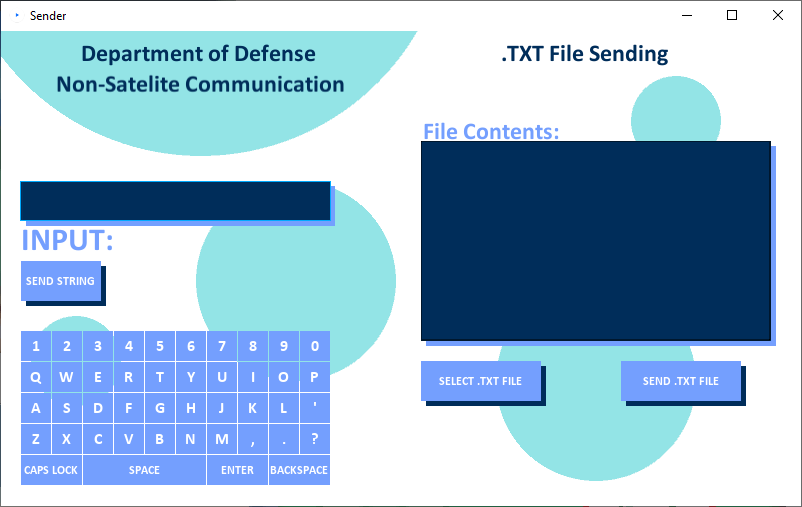 Sender
Department of Defense
Non-Satelite Communication
INPUT:
SEND STRING
1 2 3 4 5 6 7 8 9 0
Q W E R T Y U I O P
A S D F G H J K L '
Z X C V B N M , . ?
CAPS LOCK SPACE ENTER BACKSPACE
.TXT File Sending
File Contents:
SELECT .TXT FILE SEND .TXT FILE